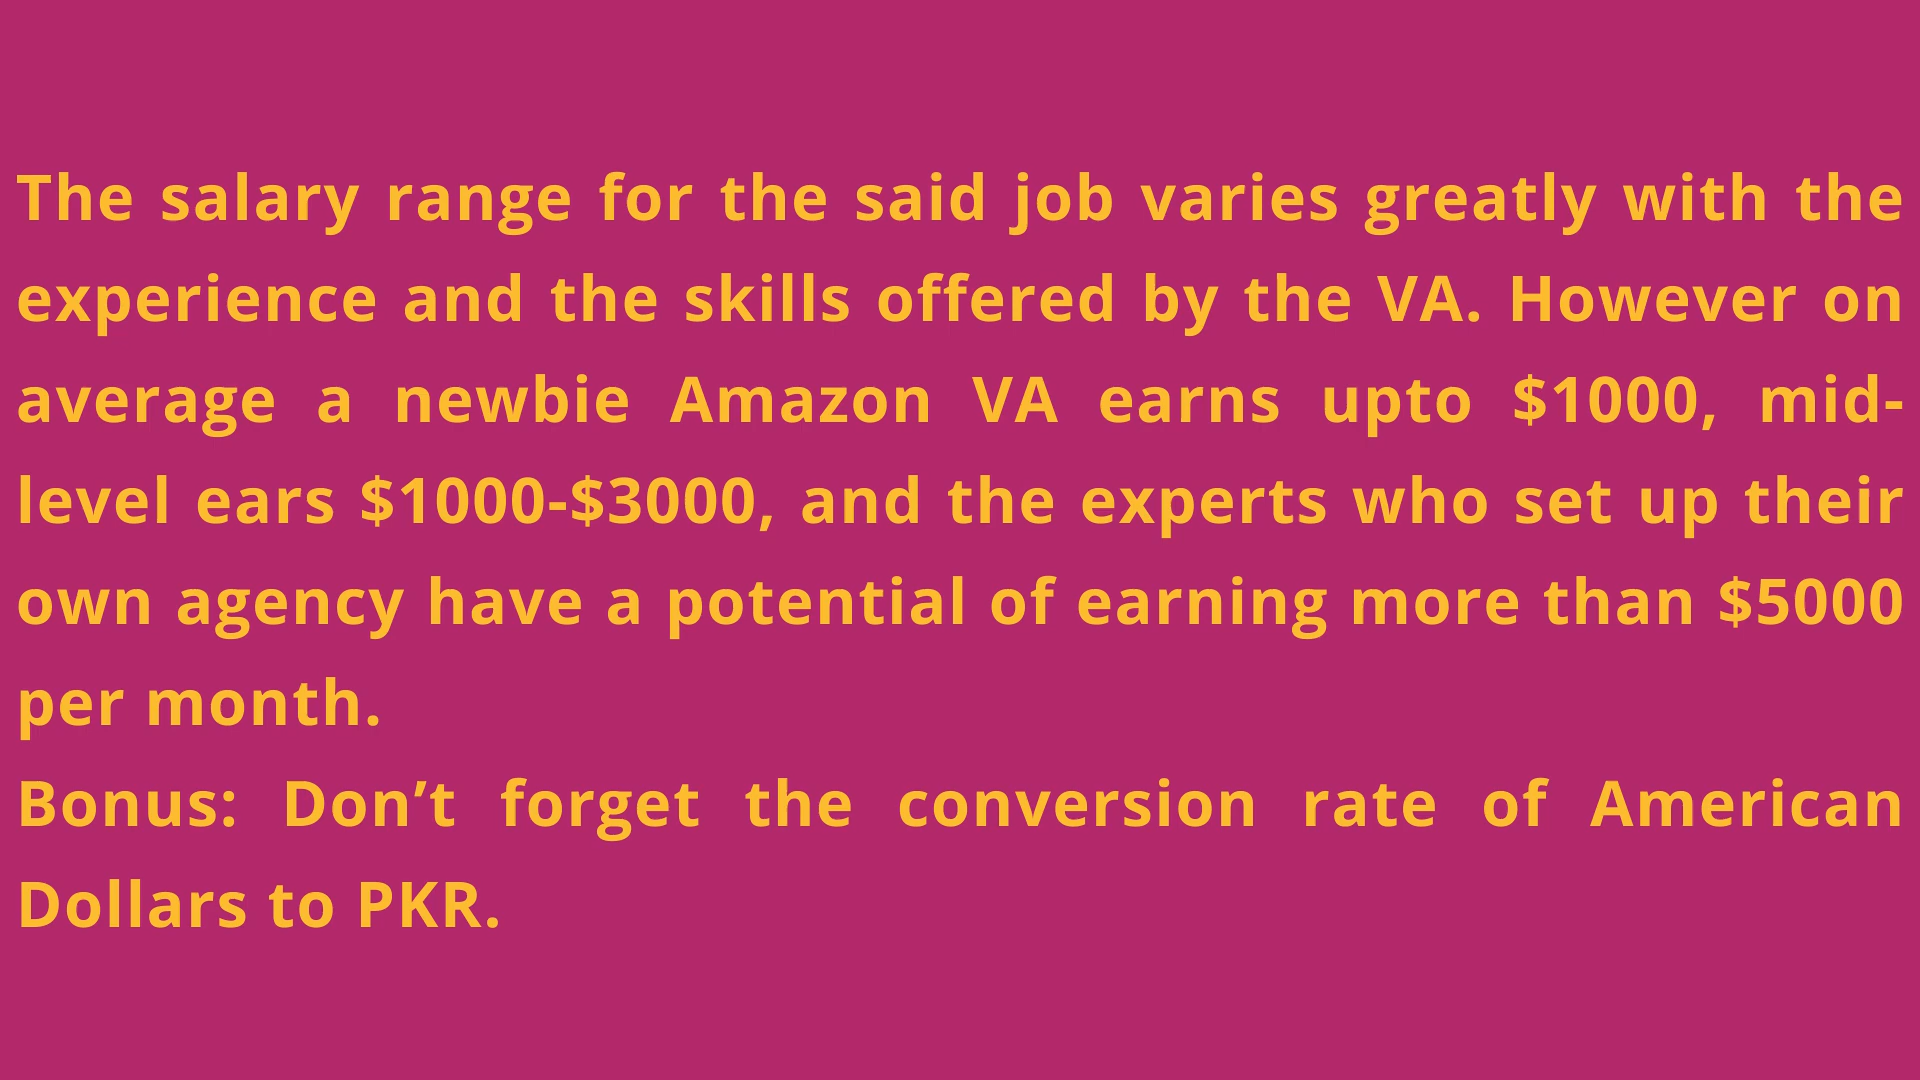 The salary range for the said job varies greatly with the
experience and the skills offered by the VA. However on
average a newbie Amazon VA earns upto $1000, mid-
level ears $1000-$3000, and the experts who set up their
own agency have a potential of earning more than $5000
per month.
Bonus: Don’t forget the conversion rate of American
Dollars to PKR.